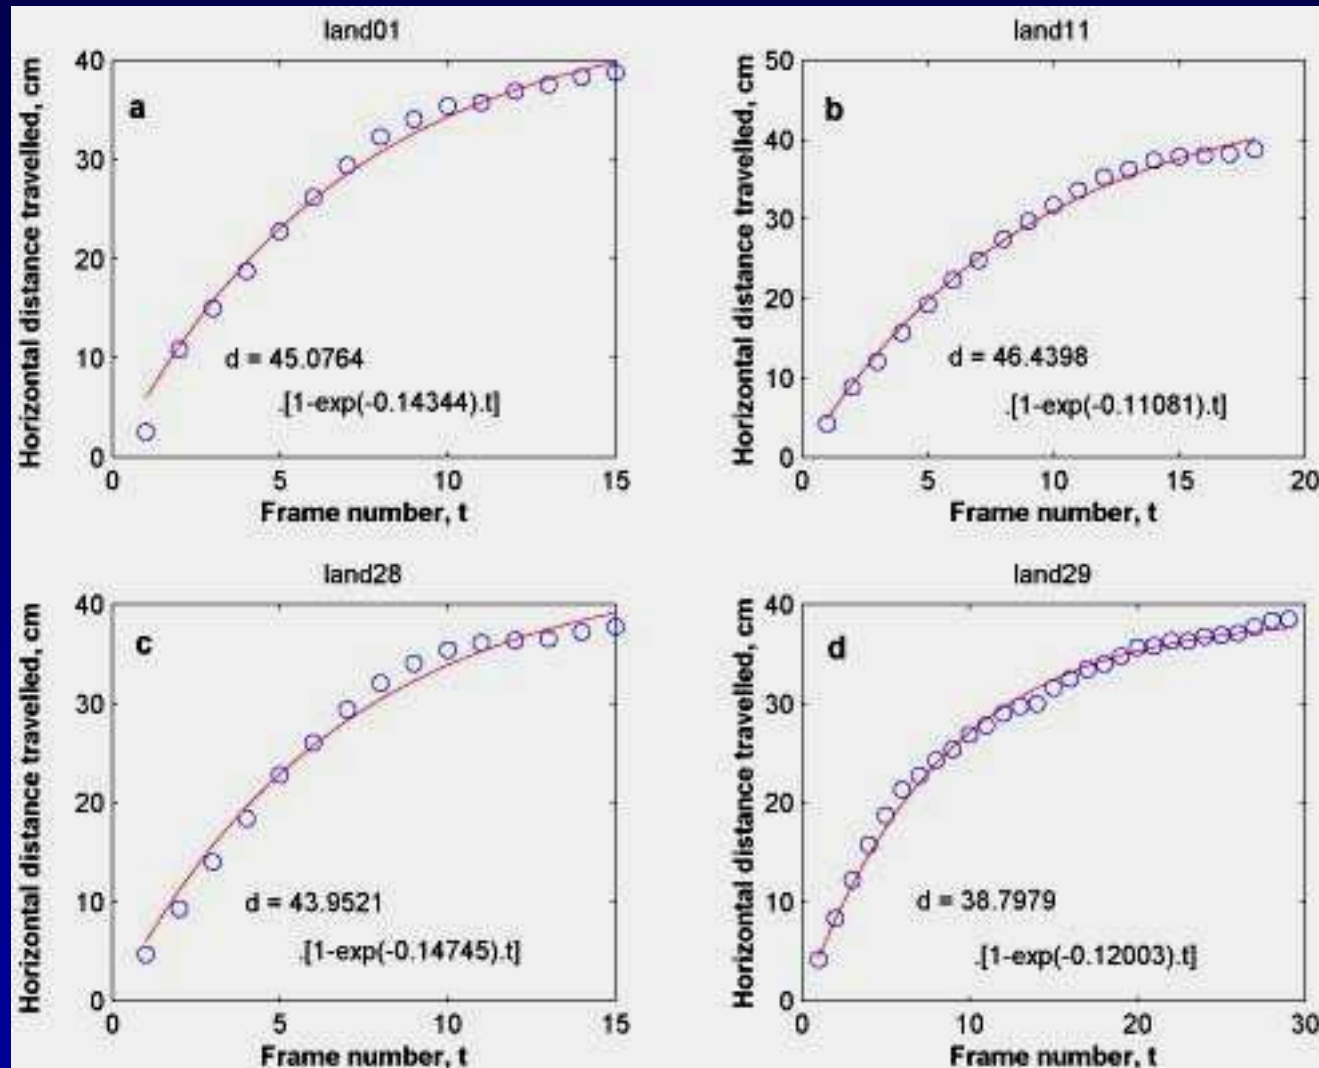 land01
Horizontal distance travelled, cm
40
30
20
10
0
a
d = 45.0764
.[1-exp(-0.14344).t]
0 5 10 15
Frame number, t
land11
Horizontal distance travelled, cm
50
40
30
20
10
0
b
d = 46.4398
.[1-exp(-0.11081).t]
0 5 10 15 20
Frame number, t
land28
Horizontal distance travelled, cm
40
30
20
10
0
c
d = 43.9521
.[1-exp(-0.14745).t]
0 5 10 15
Frame number, t
land29
Horizontal distance travelled, cm
40
30
20
10
0
d
d = 38.7979
.[1-exp(-0.12003).t]
0 10 20 30
Frame number, t